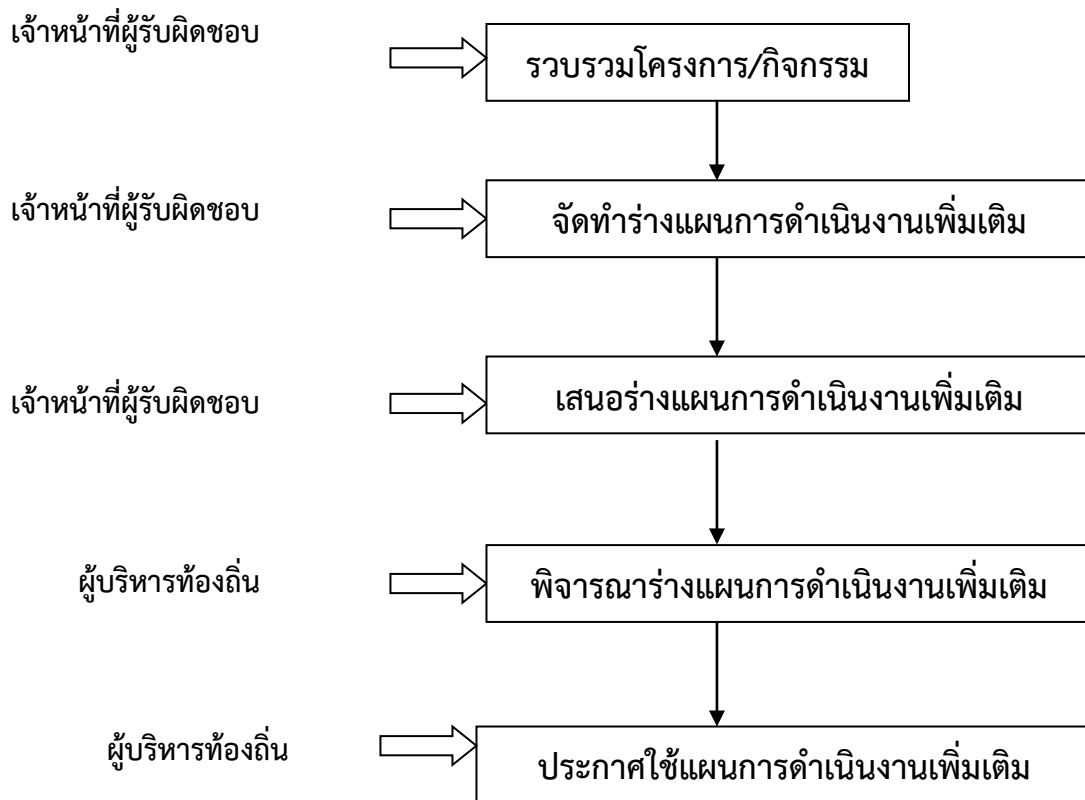 เจ้าหน้าที่ผู้รับผิดชอบ
รวบรวมโครงการ/กิจกรรม
เจ้าหน้าที่ผู้รับผิดชอบ
จัดทำร่างแผนการดำเนินงานเพิ่มเติม
เจ้าหน้าที่ผู้รับผิดชอบ
เสนอร่างแผนการดำเนินงานเพิ่มเติม
ผู้บริหารท้องถิ่น
พิจารณาร่างแผนการดำเนินงานเพิ่มเติม
ผู้บริหารท้องถิ่น
ประกาศใช้แผนการดำเนินงานเพิ่มเติม